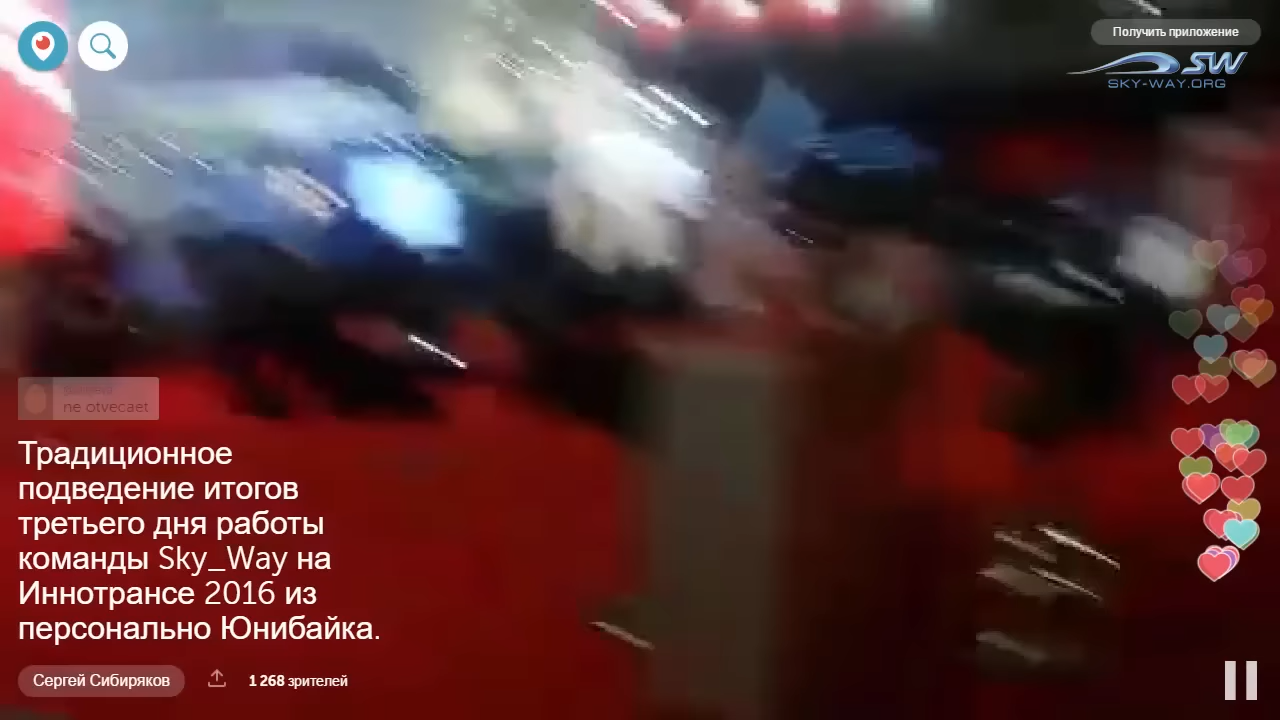 Получить приложение
SW
SKY-WAY.ORG
ne otvecaet
Традиционное
подведение итогов
третьего дня работы
команды Sky_Way на
Иннотрансе 2016 из
персонально Юнибайка.
Сергей Сибиряков
1 268 зрителей